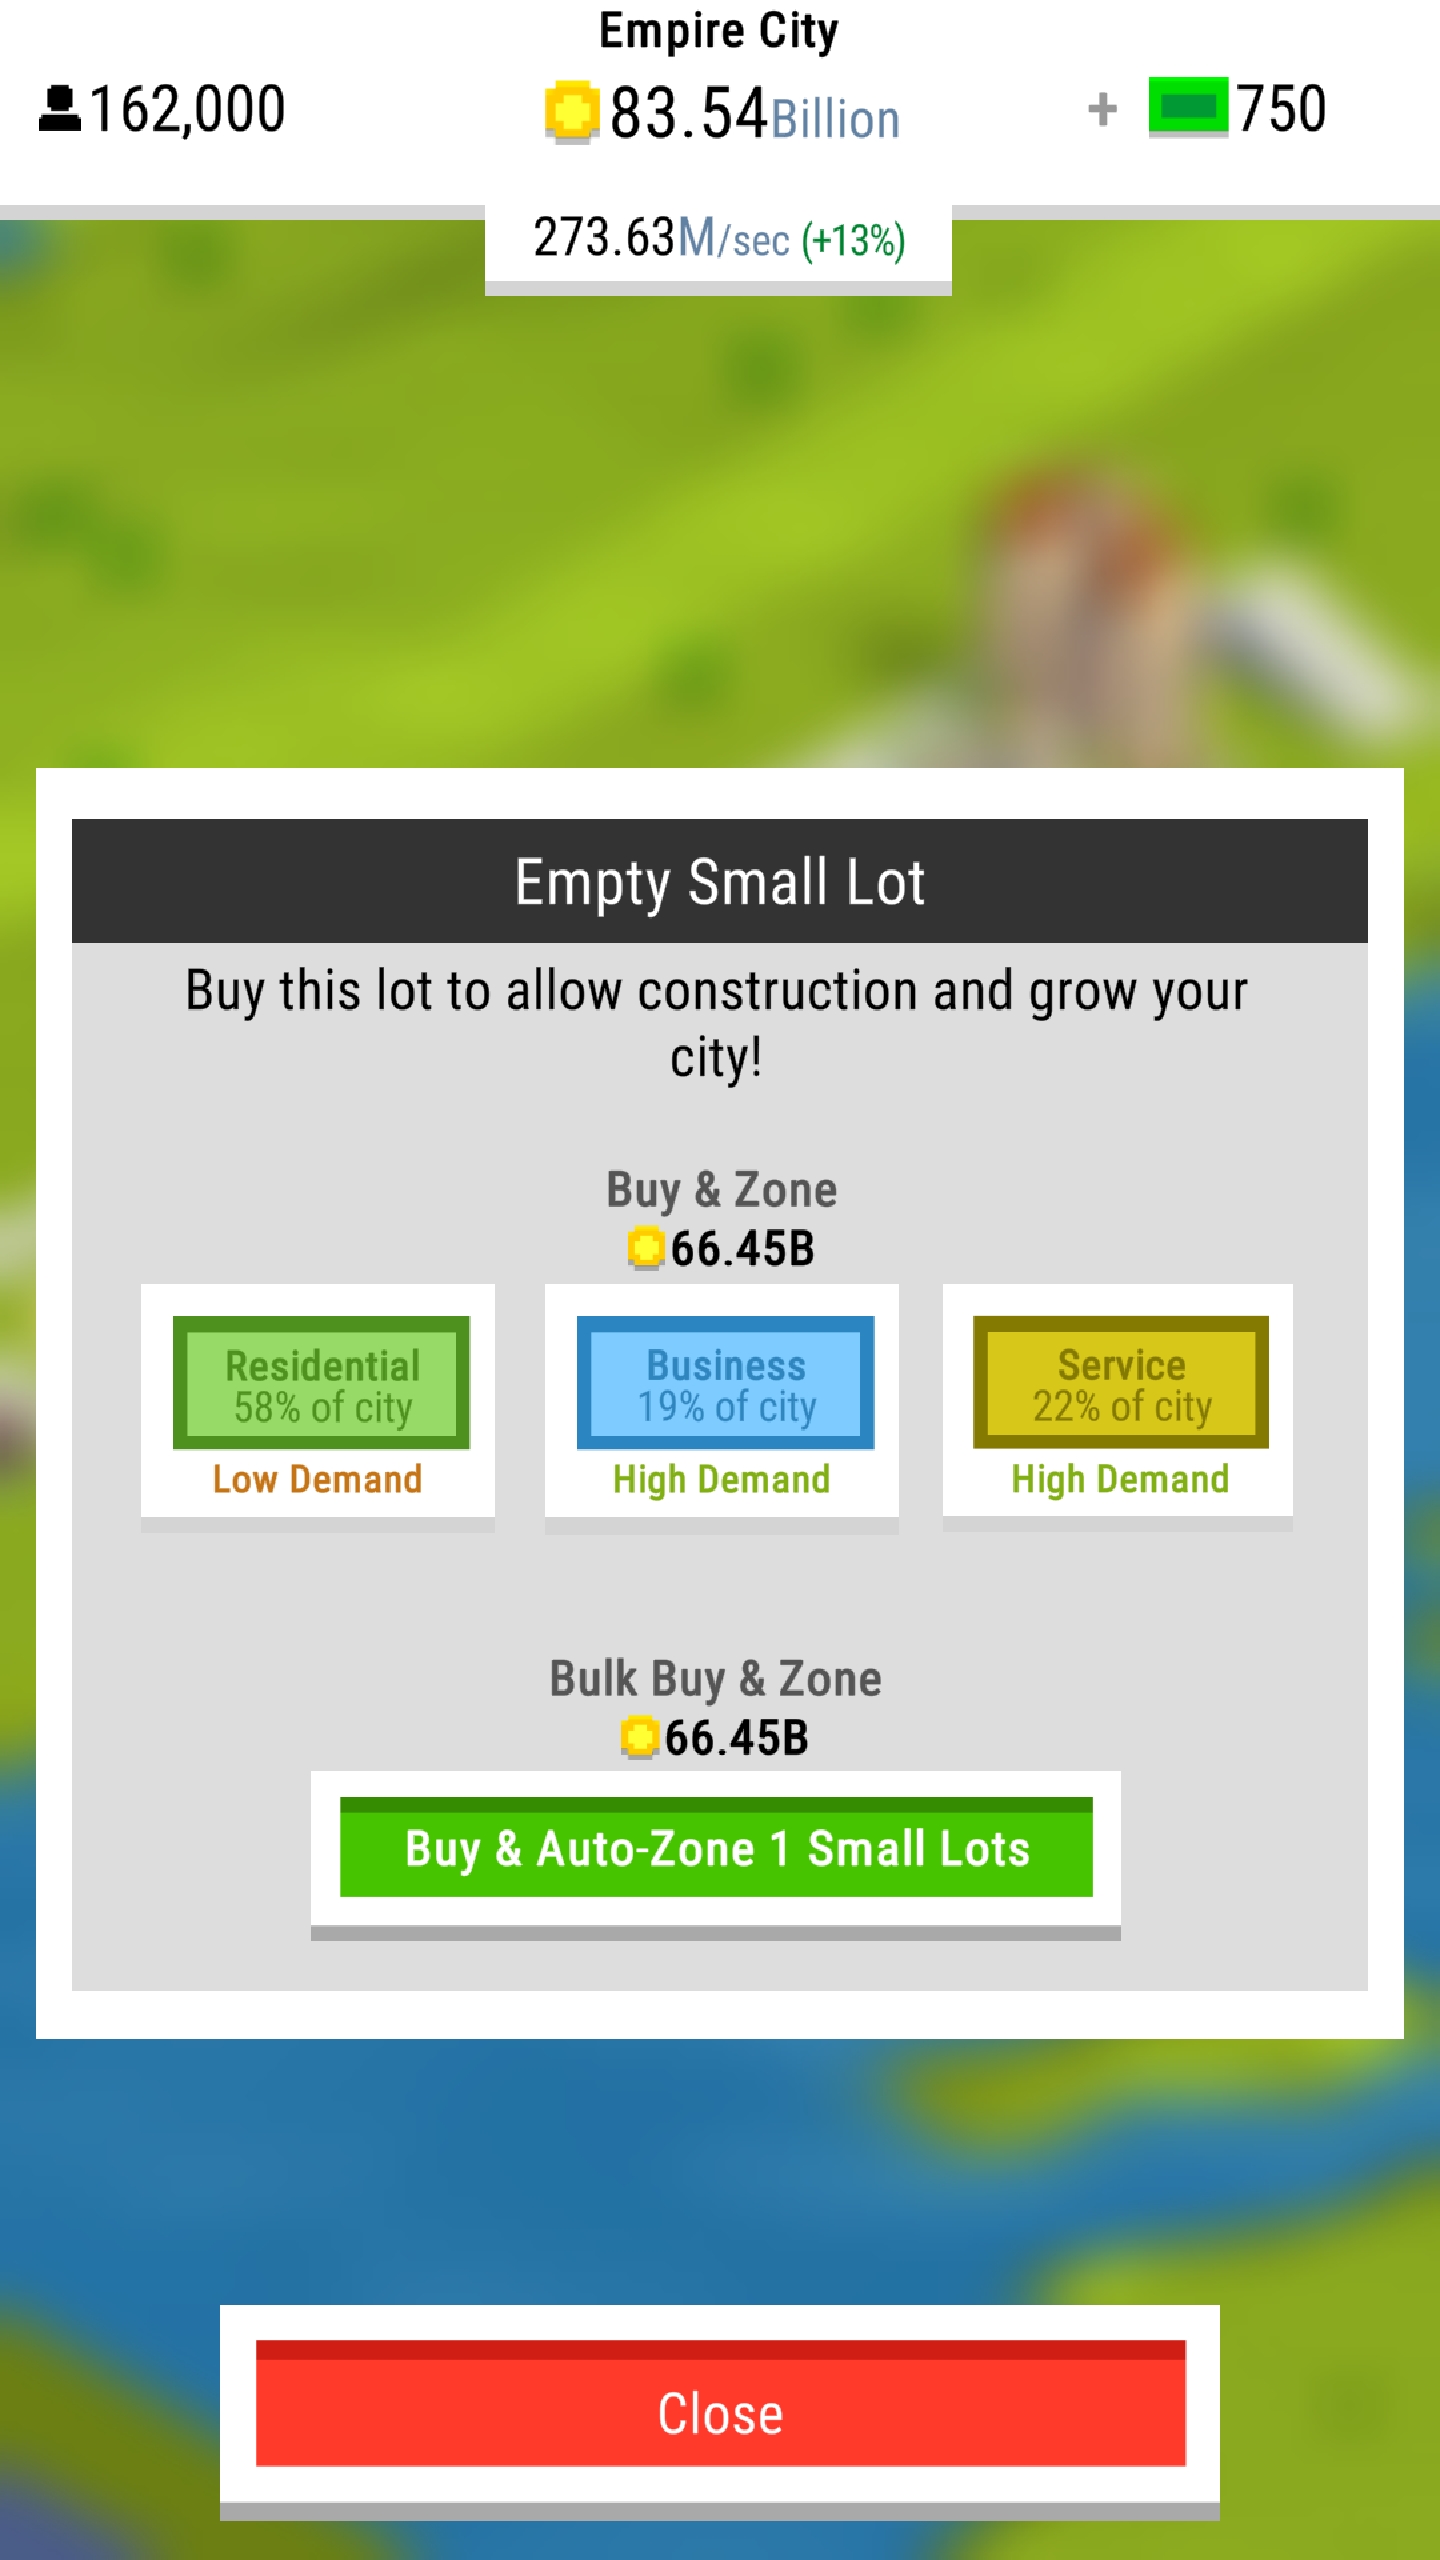 Empire City
162,000
83.54Billion
+ 750
273.63M/sec (+13%)
Empty Small Lot
Buy this lot to allow construction and grow your
city!
Buy & Zone
66.45B
Residential
58% of city
Low Demand
Business
19% of city
High Demand
Service
22% of city
High Demand
Bulk Buy & Zone
66.45B
Buy & Auto-Zone 1 Small Lots
Close